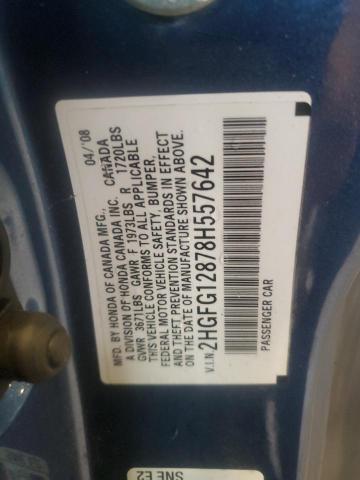 MFD. BY HONDA OF CANADA MFG., 04/'08
A DIVISION OF HONDA CANADA INC. CANADA
GVWR 3671LBS GAWR F 1973LBS R 1720LBS
THIS VEHICLE CONFORMS TO ALL APPLICABLE
FEDERAL MOTOR VEHICLE SAFETY, BUMPER,
AND THEFT PREVENTION STANDARDS IN EFFECT
ON THE DATE OF MANUFACTURE SHOWN ABOVE.
V.I.N. 2HGFG12878H557642
PASSENGER CAR
SNE E2